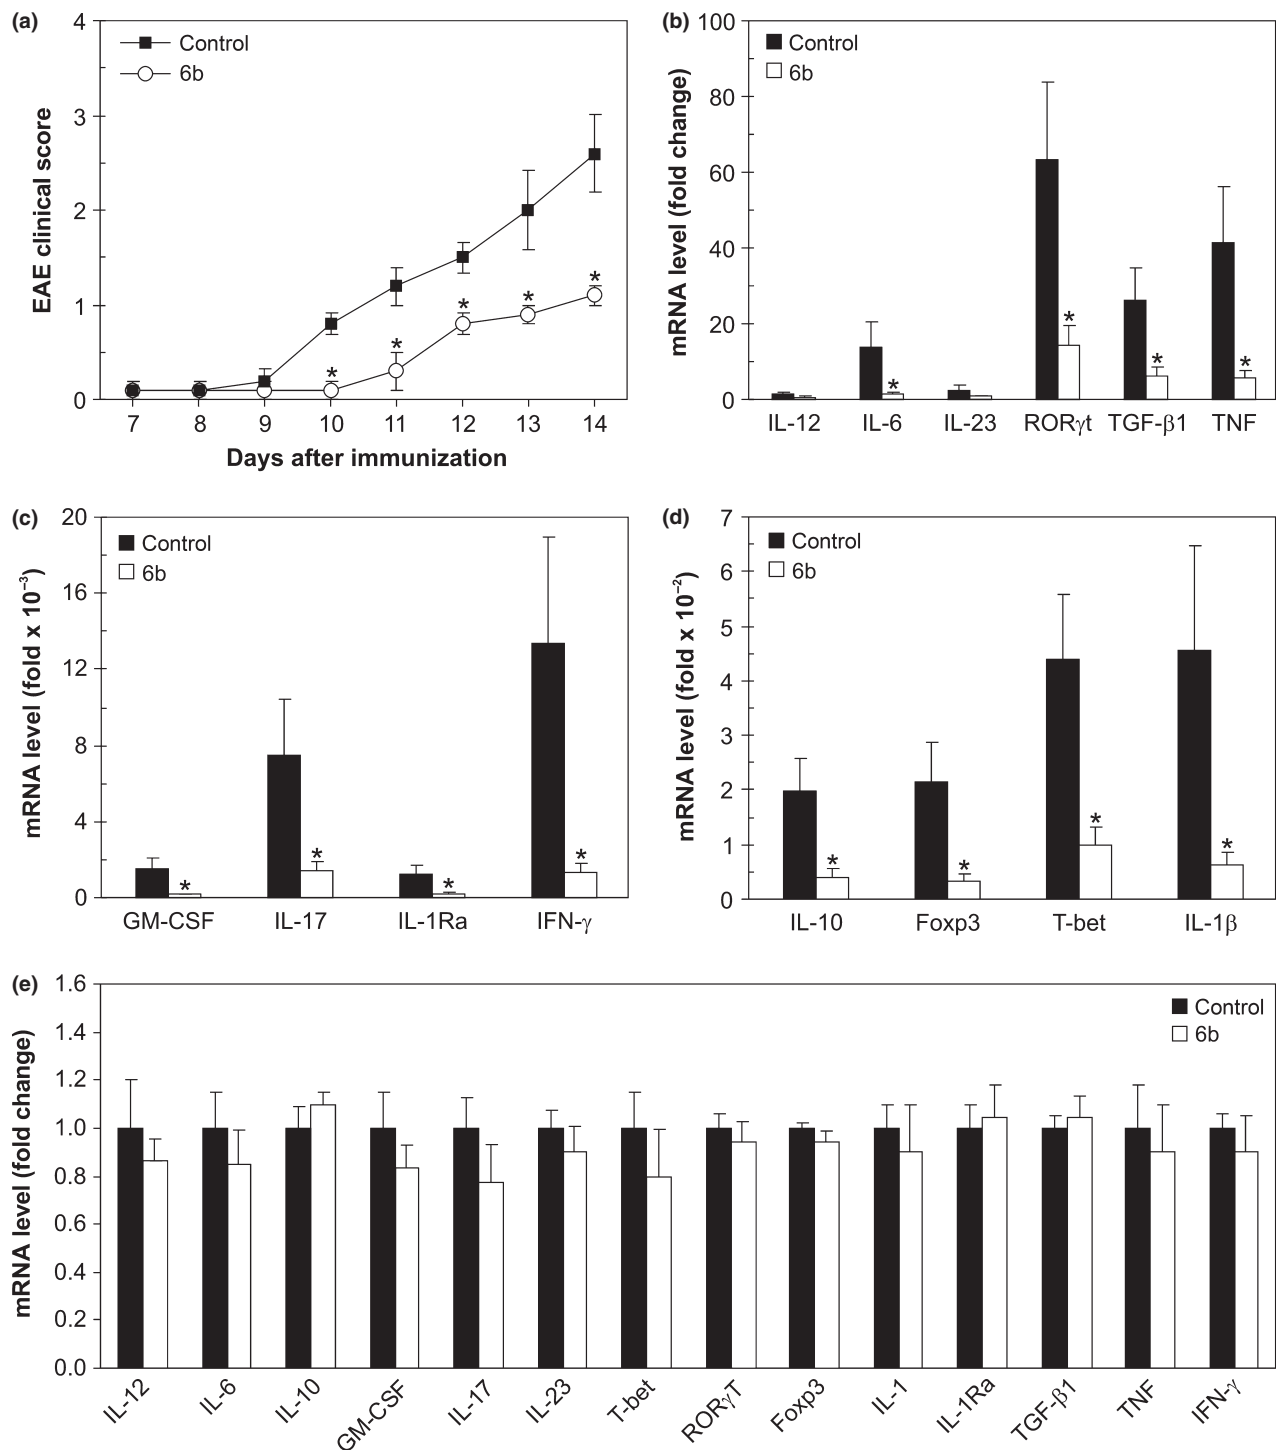 (a)
4
3
2
1
0
EAE clinical score
Control
6b
*
*
*
*
*
7 8 9 10 11 12 13 14
Days after immunization
(b)
100
80
60
40
20
0
mRNA level (fold change)
Control
6b
*
*
*
*
IL-12 IL-6 IL-23 RORγt TGF-β1 TNF
(c)
20
16
12
8
4
0
mRNA level (fold x 10⁻³)
Control
6b
*
*
*
*
GM-CSF IL-17 IL-1Ra IFN-γ
(d)
7
6
5
4
3
2
1
0
mRNA level (fold x 10⁻²)
Control
6b
*
*
*
*
IL-10 Foxp3 T-bet IL-1β
(e)
1.6
1.4
1.2
1.0
0.8
0.6
0.4
0.2
0.0
mRNA level (fold change)
Control
6b
IL-12 IL-6 IL-10 GM-CSF IL-17 IL-23 T-bet RORγT Foxp3 IL-1 IL-1Ra TGF-β1 TNF IFN-γ